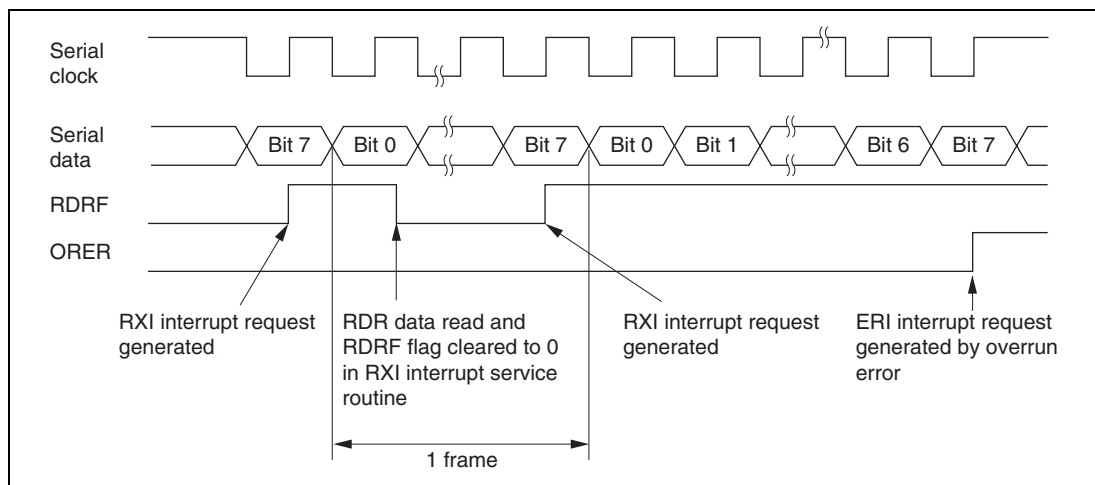 Serial
clock
Serial
data
Bit 7
Bit 0
Bit 7
Bit 0
Bit 1
Bit 6
Bit 7
RDRF
ORER
RXI interrupt request
generated
RDR data read and
RDRF flag cleared to 0
in RXI interrupt service
routine
RXI interrupt request
generated
ERI interrupt request
generated by overrun
error
1 frame